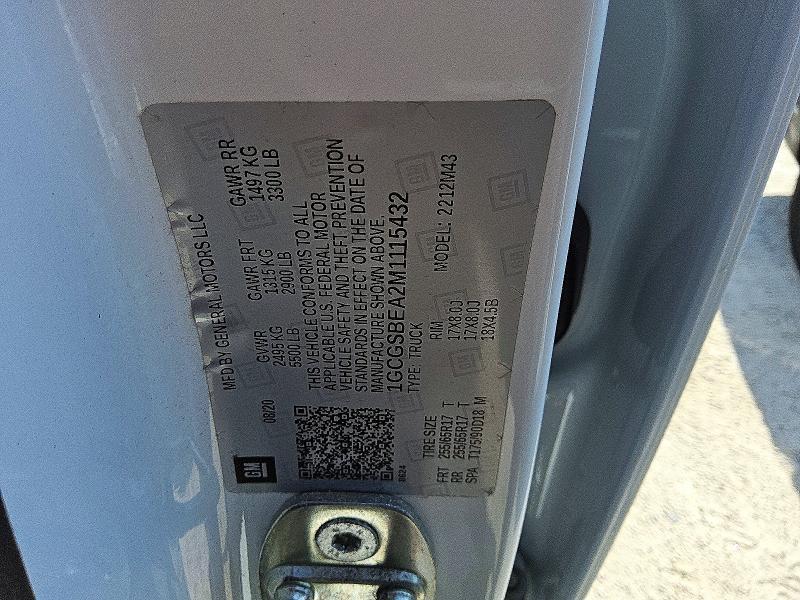 MFD BY GENERAL MOTORS LLC
08/20 GVWR GAWR FRT GAWR RR
2495 KG 1315 KG 1497 KG
5500 LB 2900 LB 3300 LB
THIS VEHICLE CONFORMS TO ALL
APPLICABLE U.S. FEDERAL MOTOR
VEHICLE SAFETY AND THEFT PREVENTION
STANDARDS IN EFFECT ON THE DATE OF
MANUFACTURE SHOWN ABOVE.
1GCGSBEA2M1115432
TYPE: TRUCK MODEL: 2212M43
TIRE SIZE RIM
FRT 255/65R17 T 17X8.0J
RR 255/65R17 T 17X8.0J
SPA T175/90D18 M 18X4.5B
GM
8624